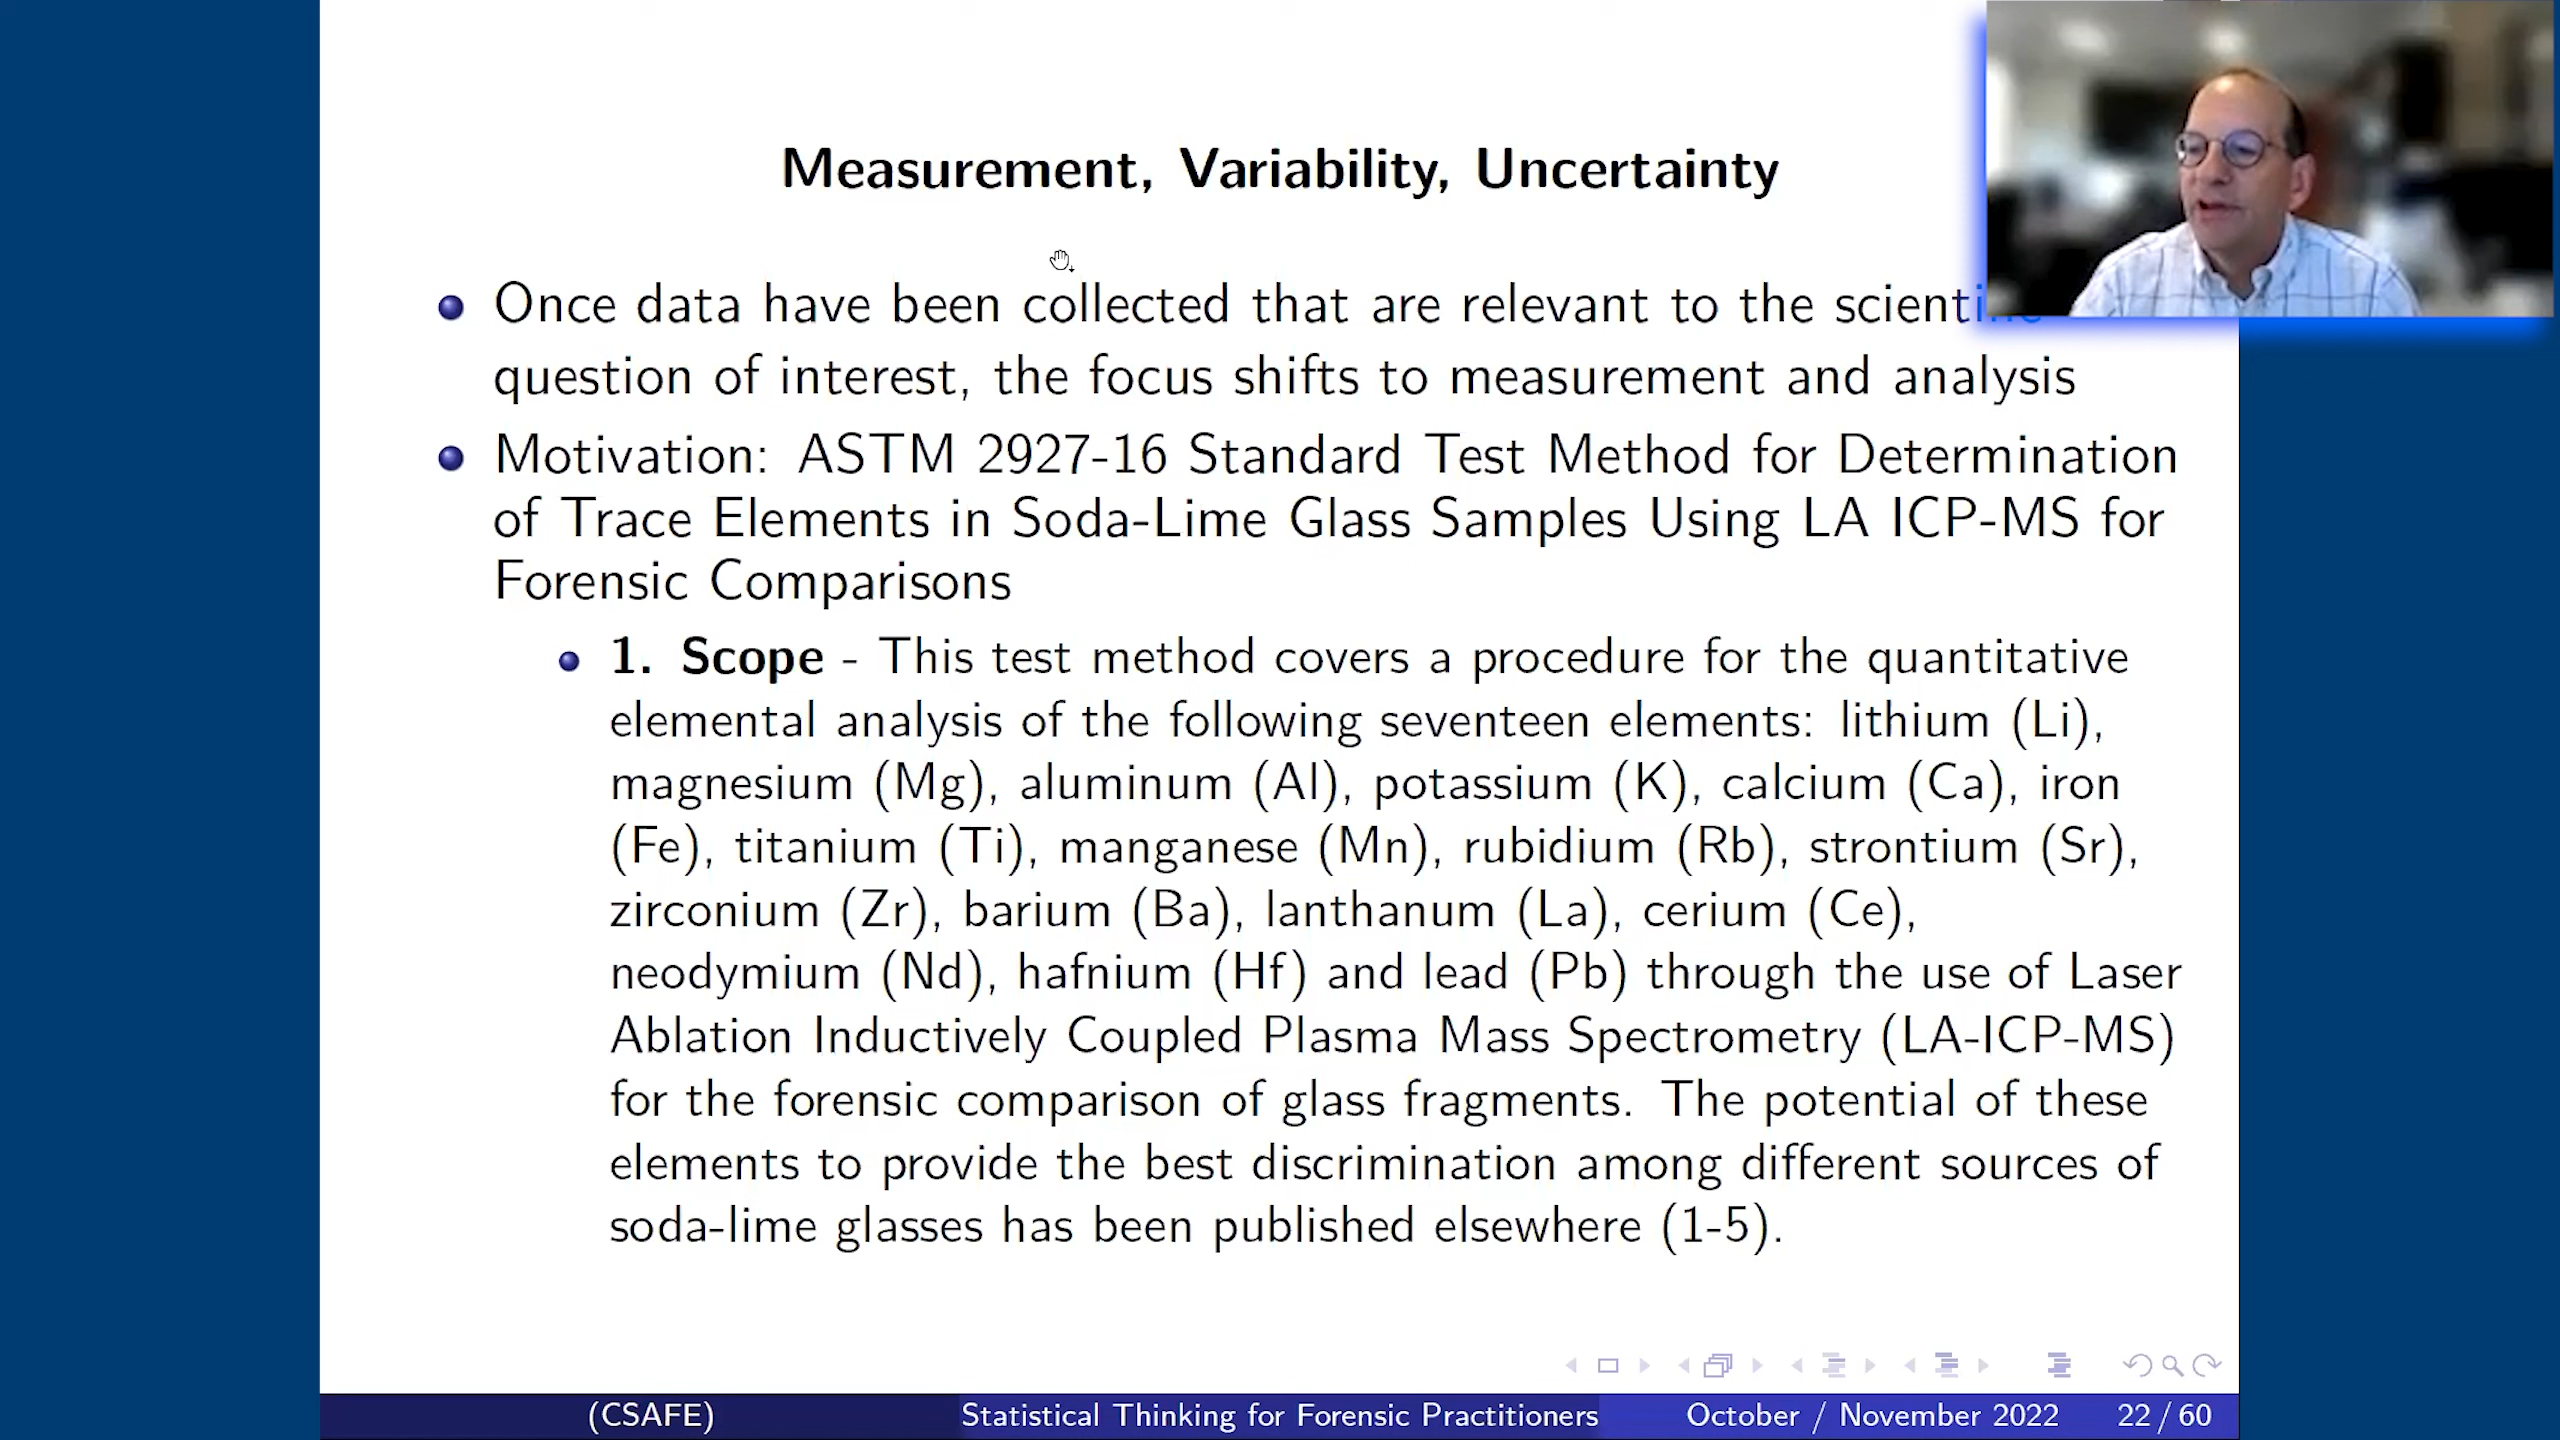 Measurement, Variability, Uncertainty
Once data have been collected that are relevant to the
question of interest, the focus shifts to measurement and analysis
Motivation: ASTM 2927-16 Standard Test Method for Determination
of Trace Elements in Soda-Lime Glass Samples Using LA ICP-MS for
Forensic Comparisons
1. Scope - This test method covers a procedure for the quantitative
elemental analysis of the following seventeen elements: lithium (Li),
magnesium (Mg), aluminum (Al), potassium (K), calcium (Ca), iron
(Fe), titanium (Ti), manganese (Mn), rubidium (Rb), strontium (Sr),
zirconium (Zr), barium (Ba), lanthanum (La), cerium (Ce),
neodymium (Nd), hafnium (Hf) and lead (Pb) through the use of Laser
Ablation Inductively Coupled Plasma Mass Spectrometry (LA-ICP-MS)
for the forensic comparison of glass fragments. The potential of these
elements to provide the best discrimination among different sources of
soda-lime glasses has been published elsewhere (1-5).
(CSAFE) Statistical Thinking for Forensic Practitioners October / November 2022 22 / 60